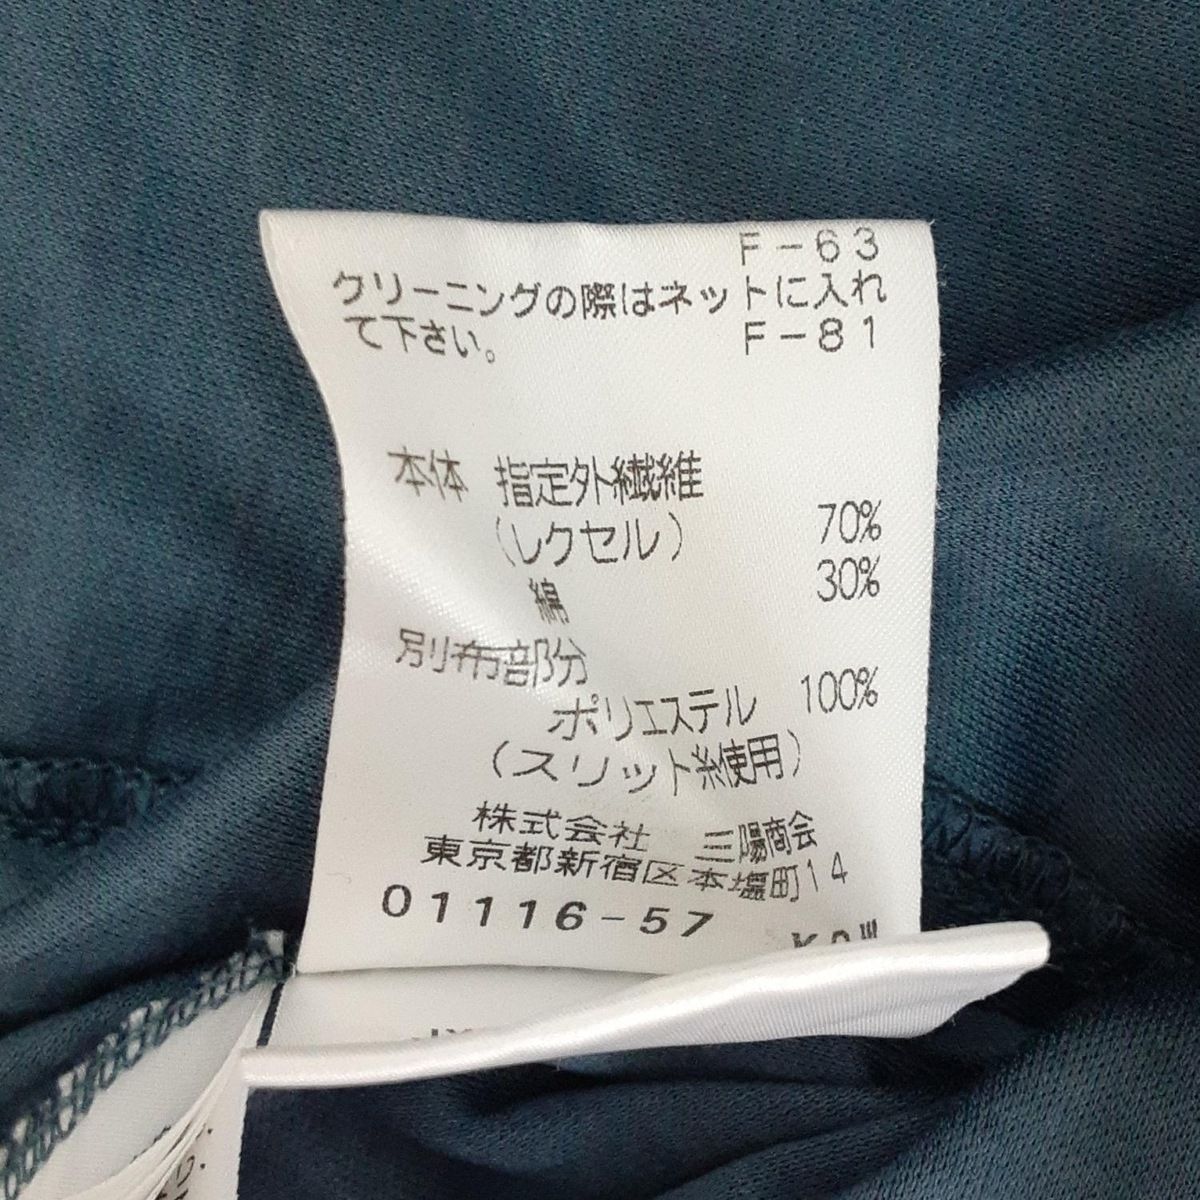 F-63
クリーニングの際はネットに入れ
て下さい。 F-81
本体 指定外繊維
(レクセル) 70%
綿 30%
別布部分
ポリエステル 100%
(スリット糸使用)
株式会社 三陽商会
東京都新宿区本塩町14
01116-57